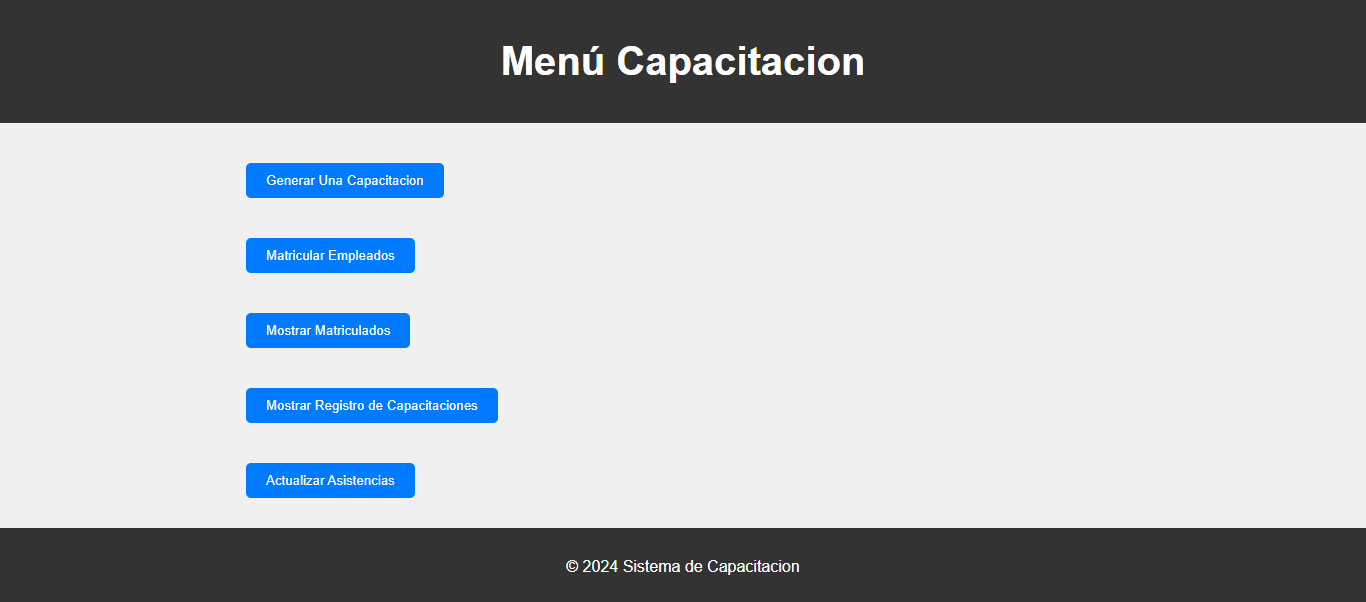 Menú Capacitacion
Generar Una Capacitacion
Matricular Empleados
Mostrar Matriculados
Mostrar Registro de Capacitaciones
Actualizar Asistencias
© 2024 Sistema de Capacitacion